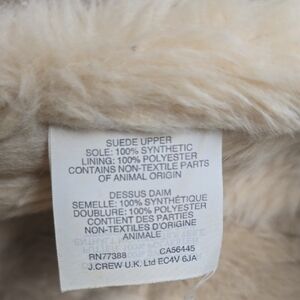 SUEDE UPPER
SOLE: 100% SYNTHETIC
LINING: 100% POLYESTER
CONTAINS NON-TEXTILE PARTS
OF ANIMAL ORIGIN
DESSUS DAIM
SEMELLE: 100% SYNTHÉTIQUE
DOUBLURE: 100% POLYESTER
CONTIENT DES PARTIES
NON-TEXTILES D'ORIGINE
ANIMALE
RN77388 CA56445
J.CREW U.K. Ltd EC4V 6JA